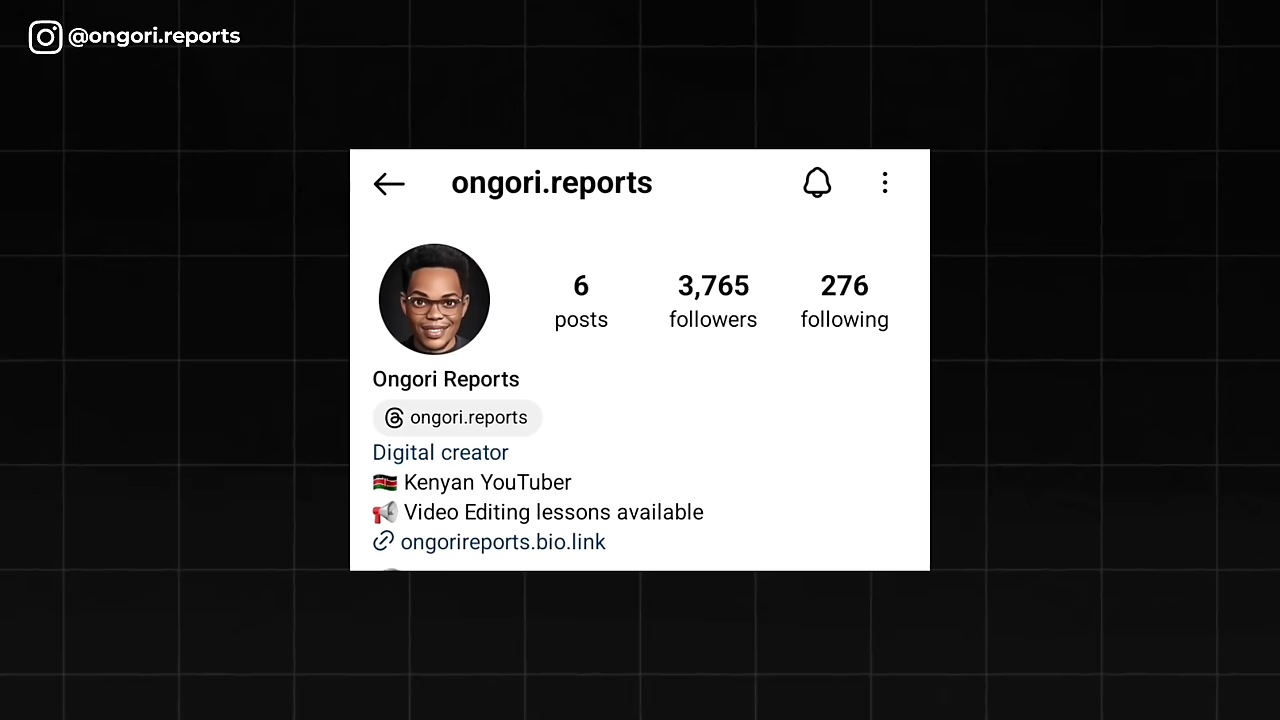 @ongori.reports
ongori.reports
6 3,765 276
posts followers following
Ongori Reports
ongori.reports
Digital creator
🇰🇪 Kenyan YouTuber
📢 Video Editing lessons available
ongorireports.bio.link